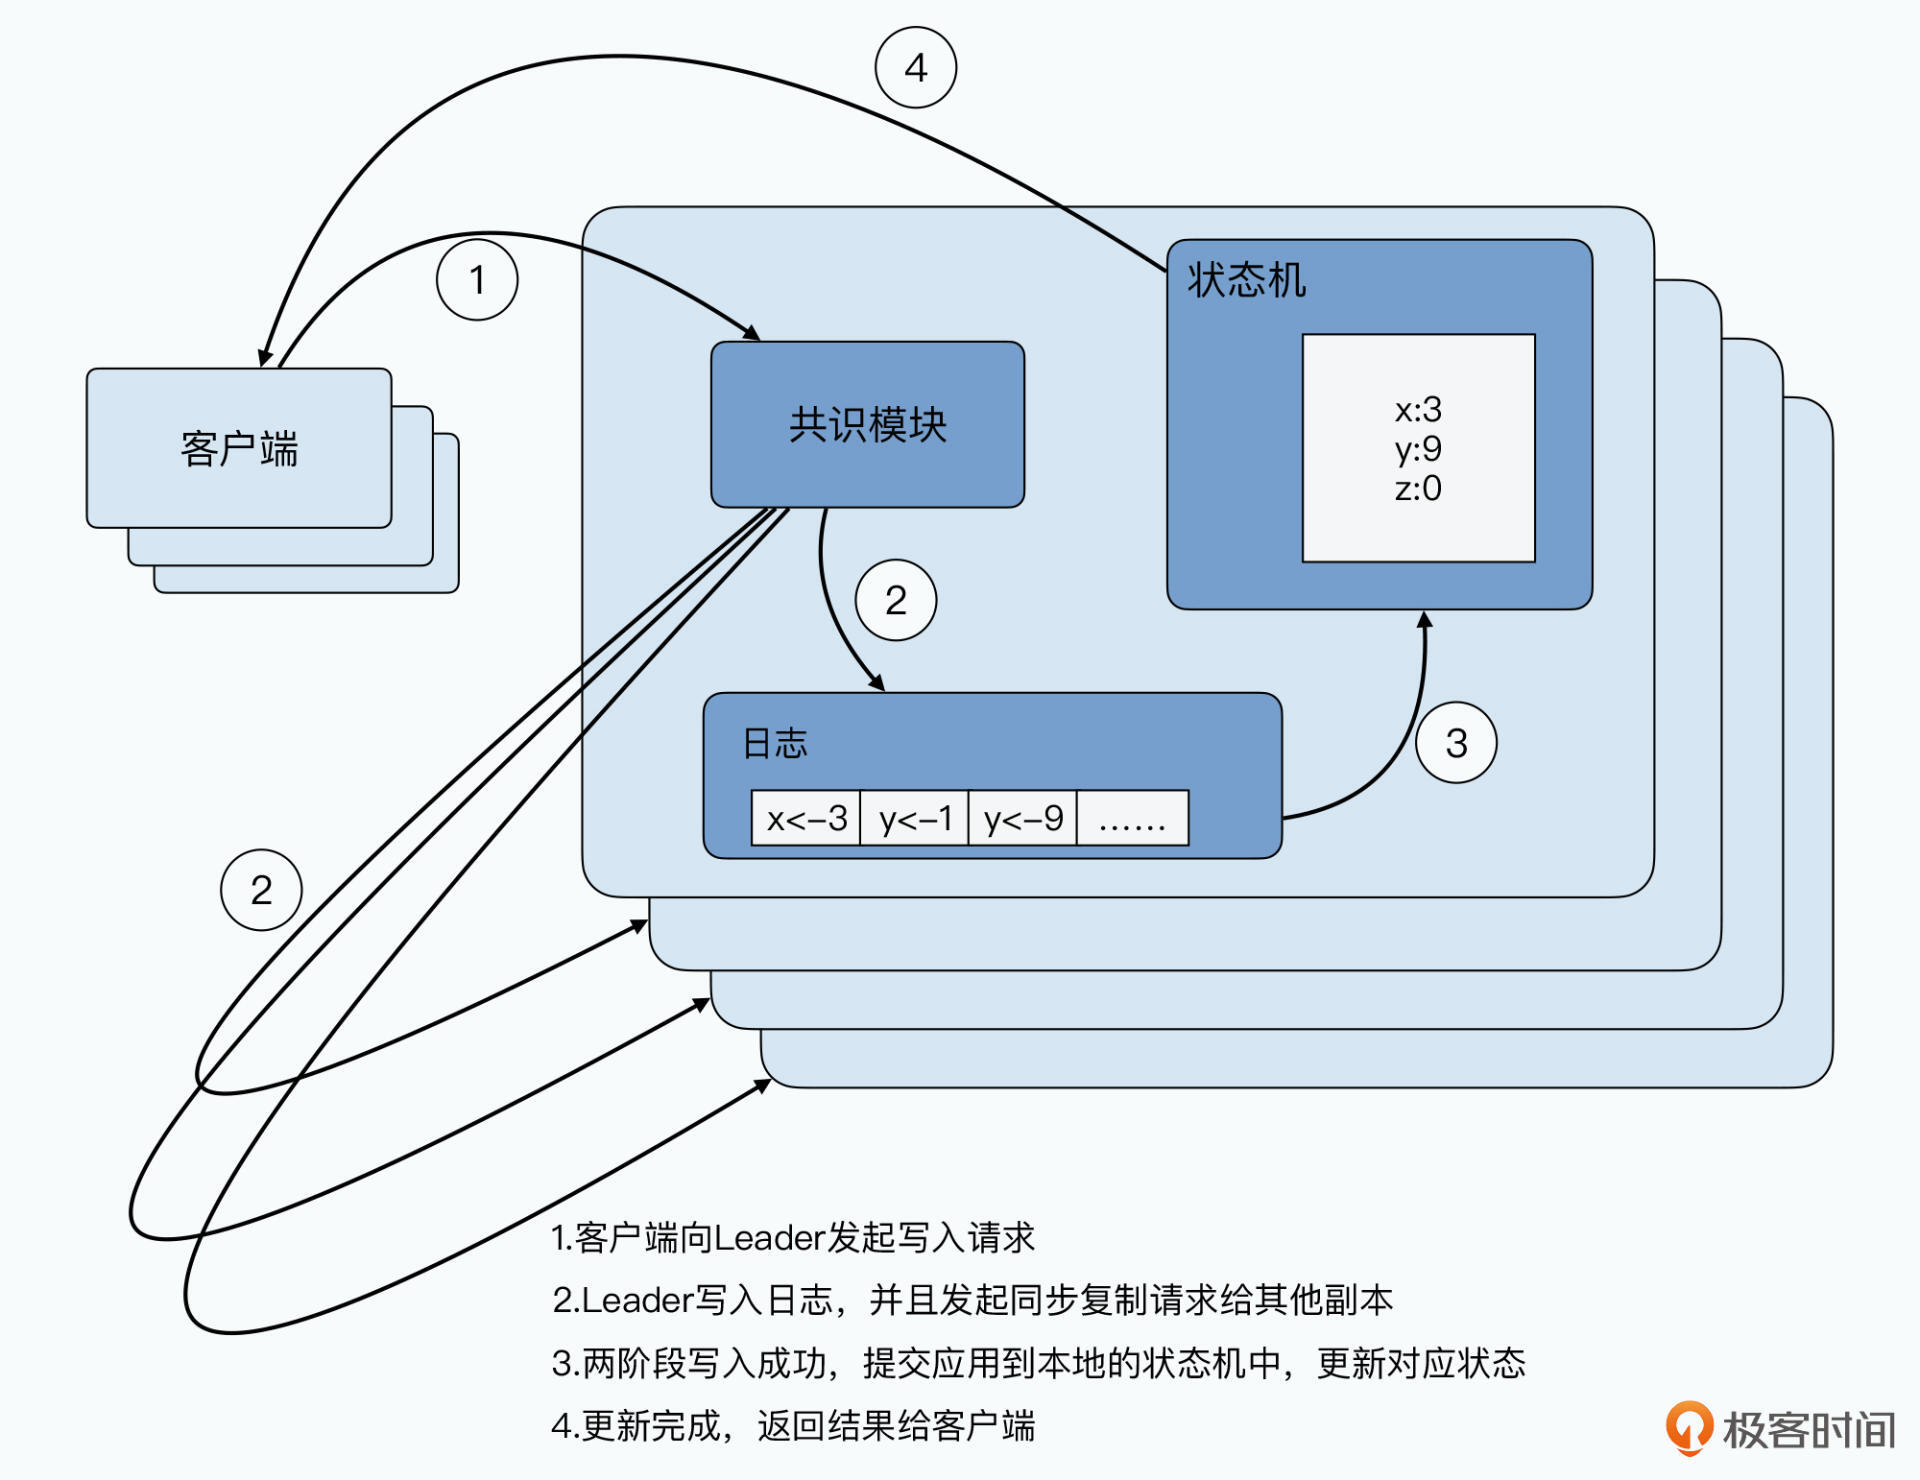 4
1
状态机
共识模块
x:3
y:9
z:0
客户端
2
日志
3
x<-3 y<-1 y<-9 ......
2
1.客户端向Leader发起写入请求
2.Leader写入日志，并且发起同步复制请求给其他副本
3.两阶段写入成功，提交应用到本地的状态机中，更新对应状态
4.更新完成，返回结果给客户端
极客时间